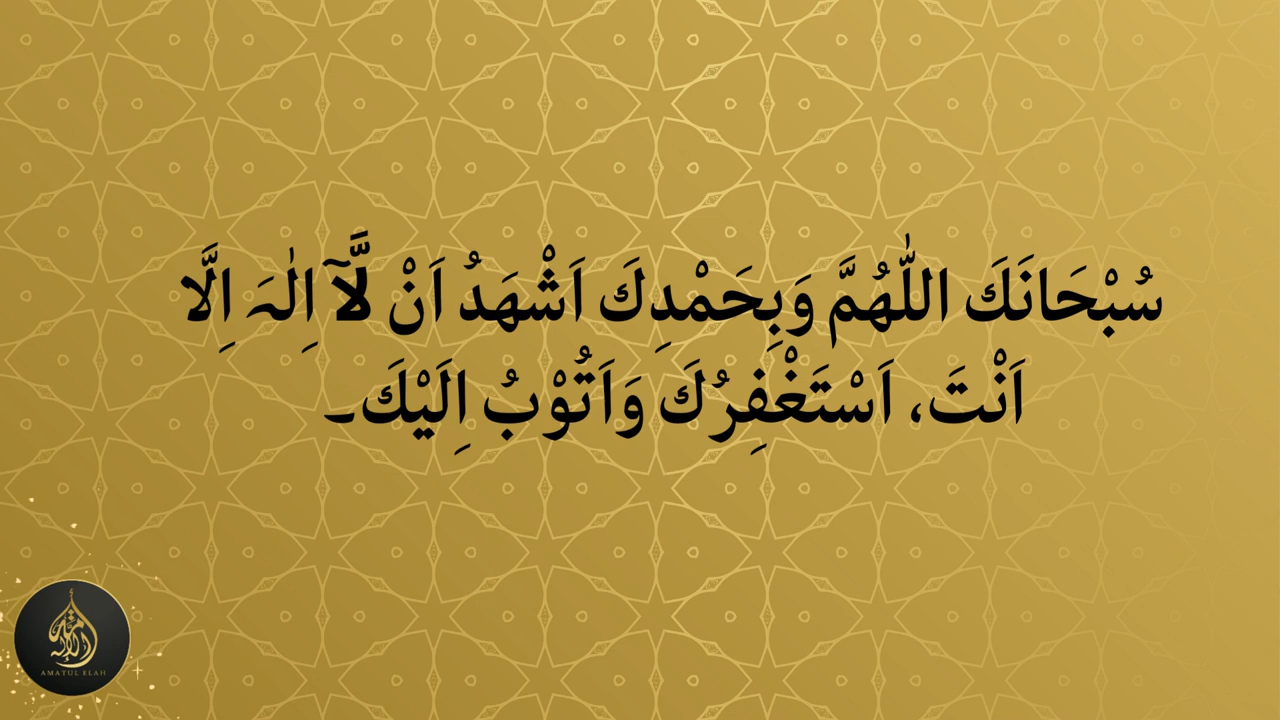 سُبْحَانَكَ اللّٰهُمَّ وَبِحَمْدِكَ اَشْهَدُ اَنْ لَّآ اِلٰہَ اِلَّا
اَنْتَ، اَسْتَغْفِرُكَ وَاَتُوْبُ اِلَيْكَ۔
AMATUL ELAH